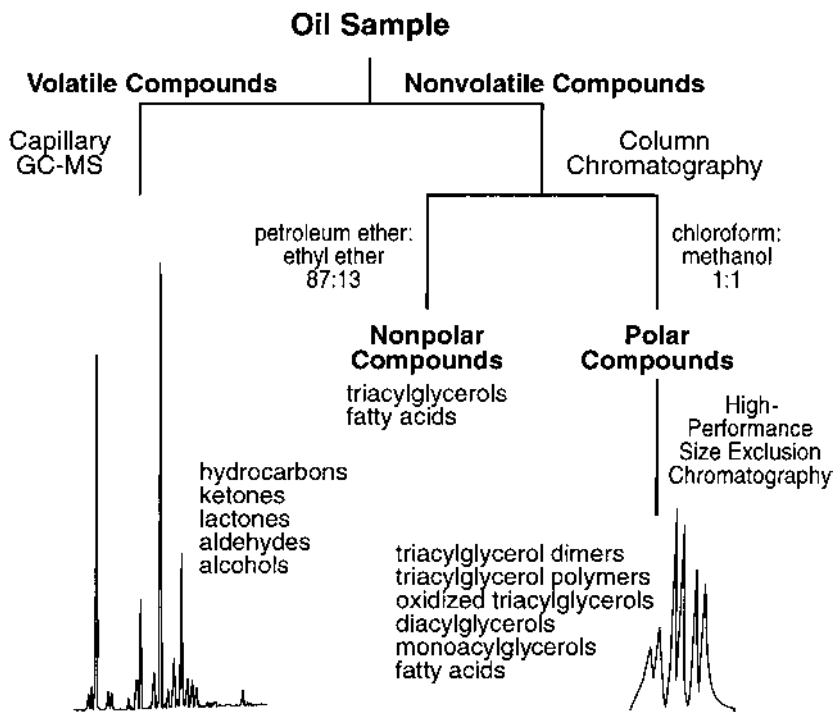 Oil Sample
Volatile Compounds
Nonvolatile Compounds
Capillary
GC-MS
Column
Chromatography
petroleum ether:
ethyl ether
87:13
chloroform:
methanol
1:1
Nonpolar
Compounds
triacylglycerols
fatty acids
Polar
Compounds
High-
Performance
Size Exclusion
Chromatography
hydrocarbons
ketones
lactones
aldehydes
alcohols
triacylglycerol dimers
triacylglycerol polymers
oxidized triacylglycerols
diacylglycerols
monoacylglycerols
fatty acids